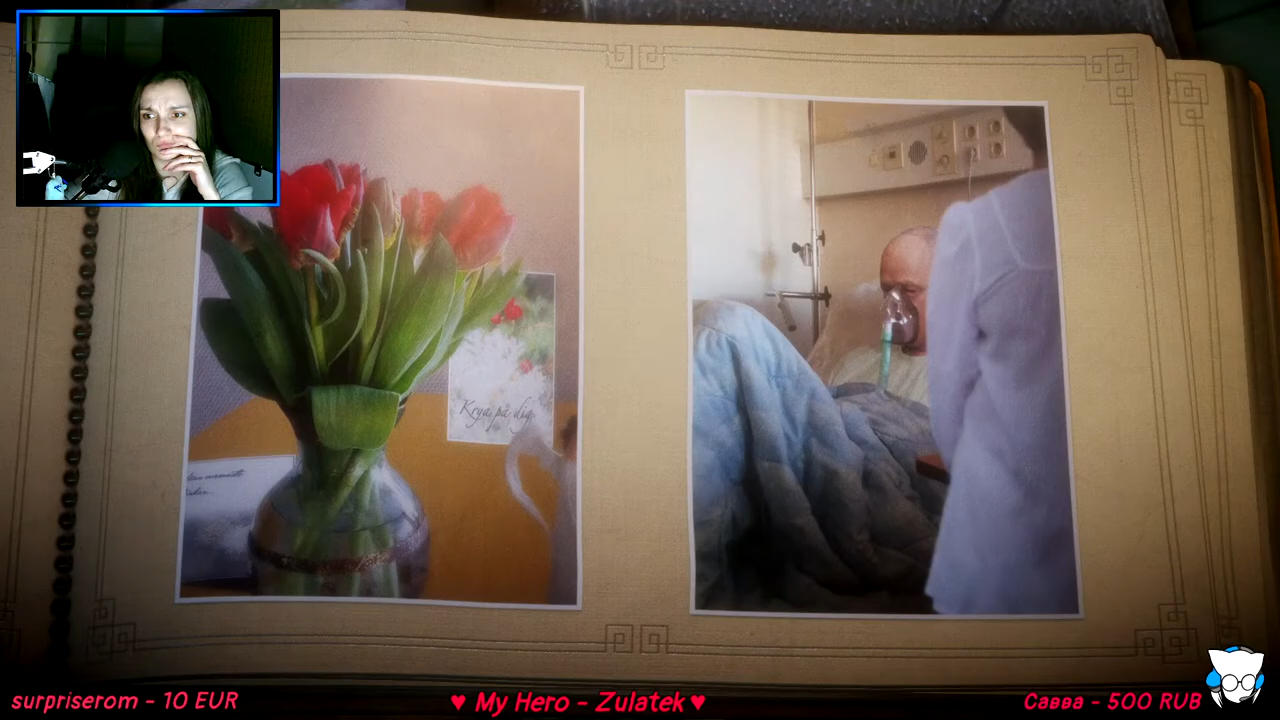 Krya på dig
surpriserom - 10 EUR
♥ My Hero - Zulatek ♥
Савва - 500 RUB